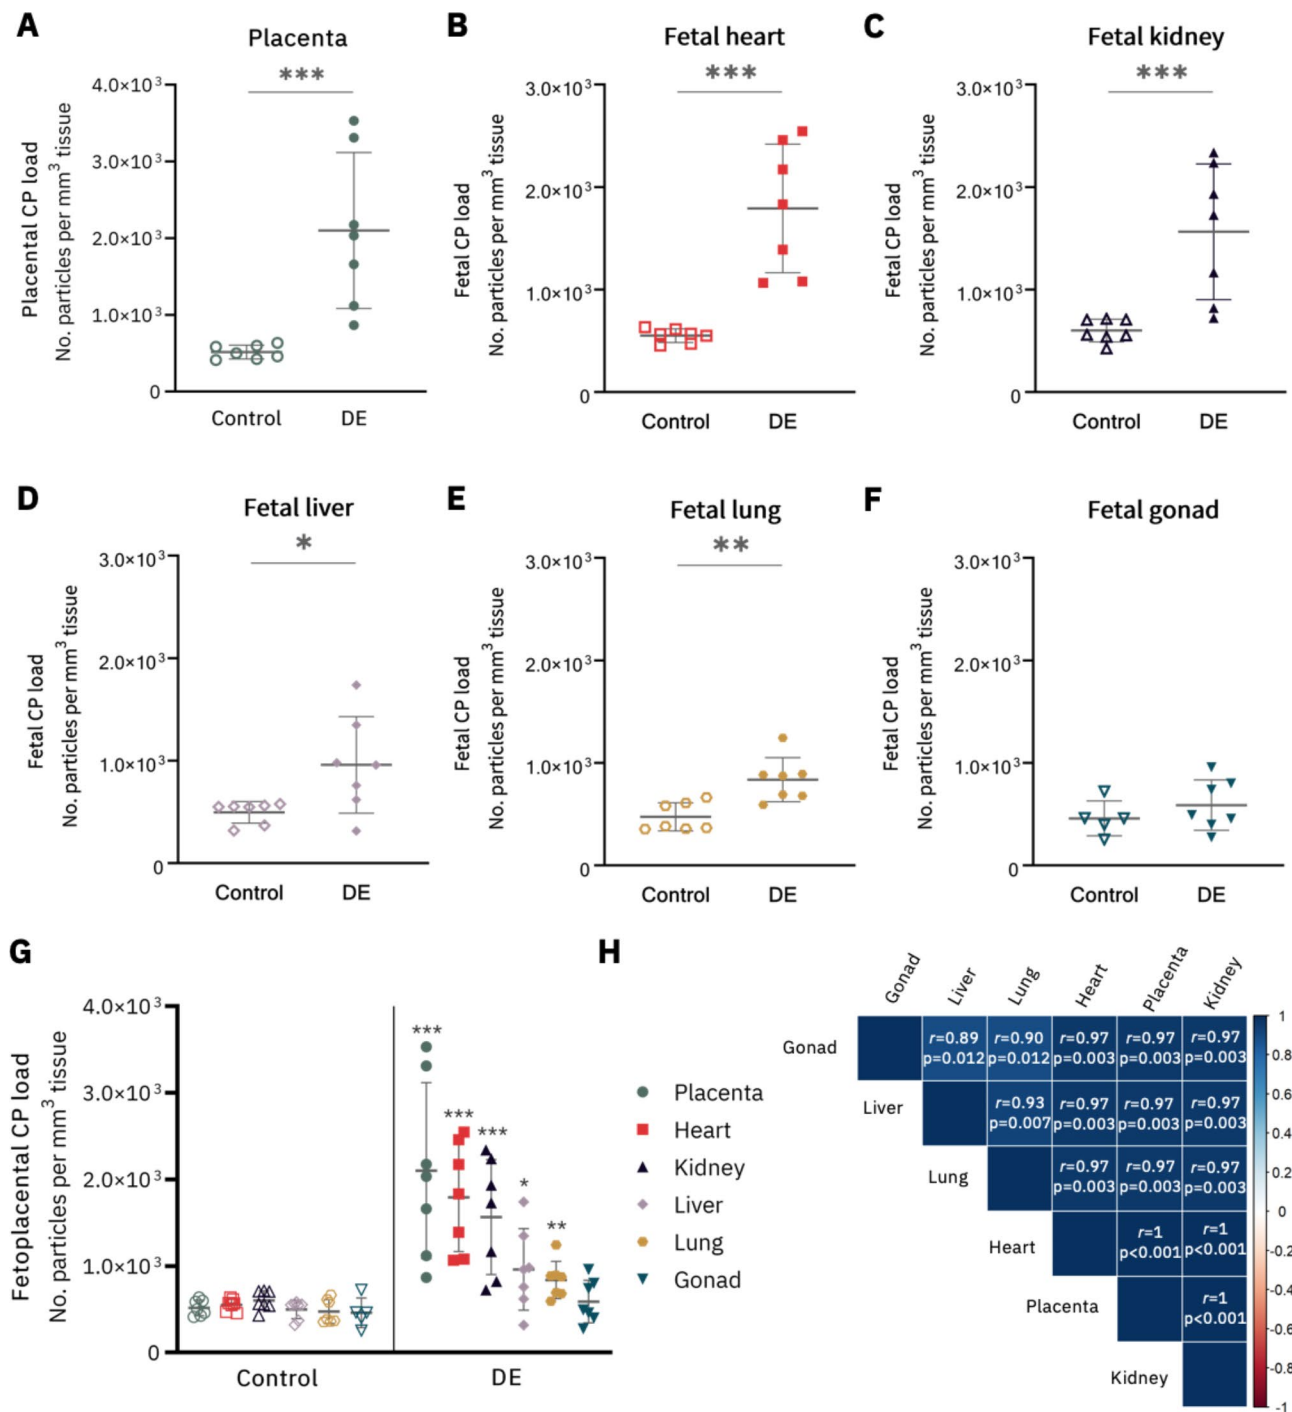 A
Placenta
***
Placental CP load
No. particles per mm³ tissue
4.0×10³
3.0×10³
2.0×10³
1.0×10³
0
Control
DE
B
Fetal heart
***
Fetal CP load
No. particles per mm³ tissue
3.0×10³
2.0×10³
1.0×10³
0
Control
DE
C
Fetal kidney
***
Fetal CP load
No. particles per mm³ tissue
3.0×10³
2.0×10³
1.0×10³
0
Control
DE
D
Fetal liver
*
Fetal CP load
No. particles per mm³ tissue
3.0×10³
2.0×10³
1.0×10³
0
Control
DE
E
Fetal lung
**
Fetal CP load
No. particles per mm³ tissue
3.0×10³
2.0×10³
1.0×10³
0
Control
DE
F
Fetal gonad
Fetal CP load
No. particles per mm³ tissue
3.0×10³
2.0×10³
1.0×10³
0
Control
DE
G
Fetoplacental CP load
No. particles per mm³ tissue
4.0×10³
3.0×10³
2.0×10³
1.0×10³
0
***
***
***
*
**
Control
DE
Placenta
Heart
Kidney
Liver
Lung
Gonad
H
Gonad
Liver
Lung
Heart
Placenta
Kidney
Gonad
r=0.89
p=0.012
r=0.90
p=0.012
r=0.97
p=0.003
r=0.97
p=0.003
r=0.97
p=0.003
Liver
r=0.93
p=0.007
r=0.97
p=0.003
r=0.97
p=0.003
r=0.97
p=0.003
Lung
r=0.97
p=0.003
r=0.97
p=0.003
r=0.97
p=0.003
Heart
r=1
p<0.001
r=1
p<0.001
Placenta
r=1
p<0.001
Kidney
1
0.8
0.6
0.4
0.2
0
-0.2
-0.4
-0.6
-0.8
-1